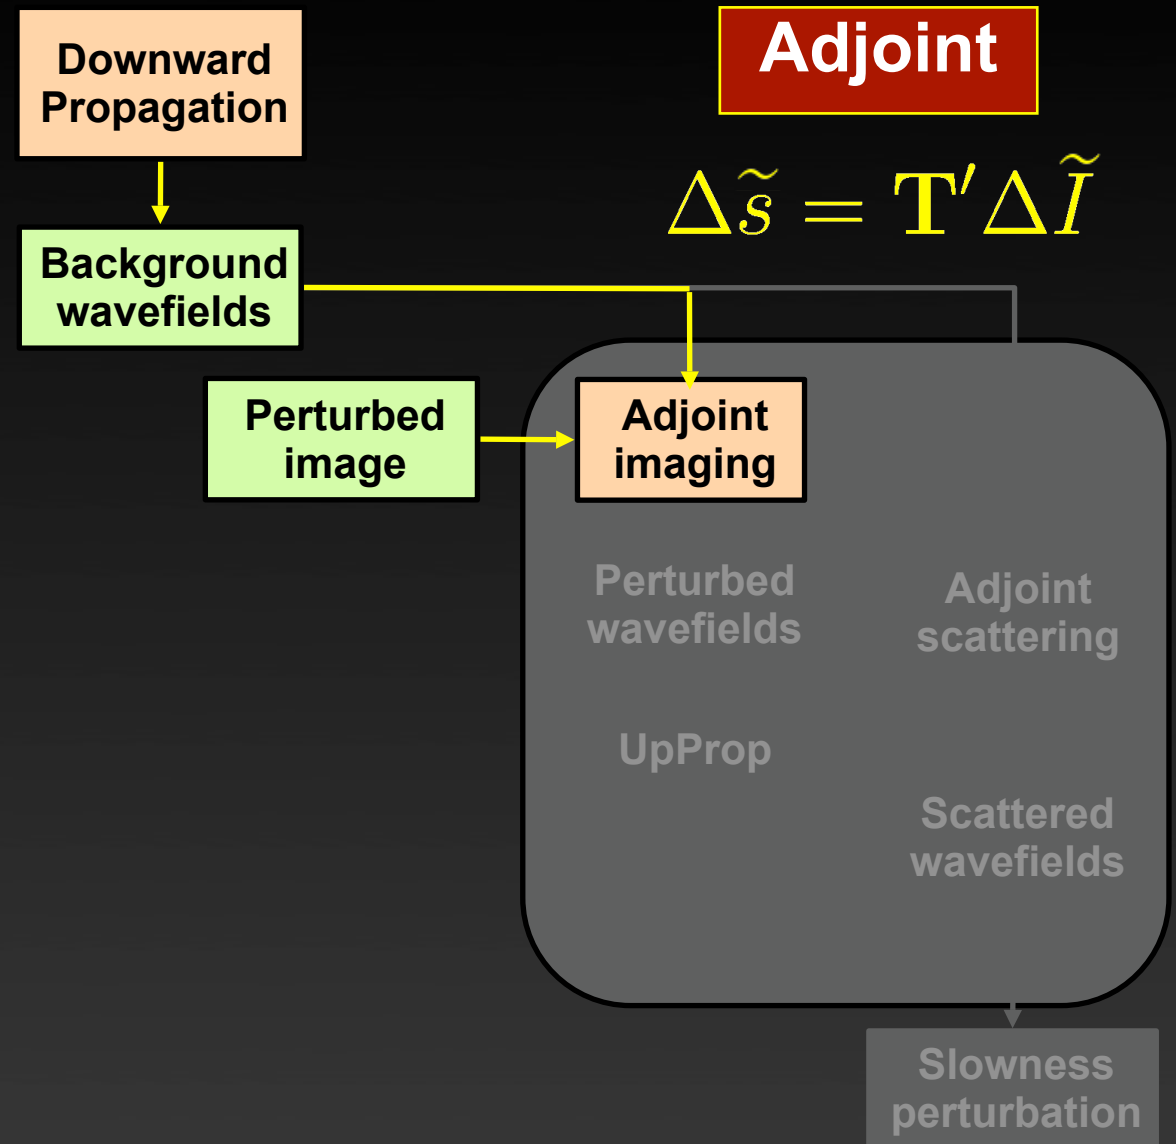 Downward
Propagation
Adjoint
Δs̃ = T′ΔĨ
Background
wavefields
Perturbed
image
Adjoint
imaging
Perturbed
wavefields
Adjoint
scattering
UpProp
Scattered
wavefields
Slowness
perturbation